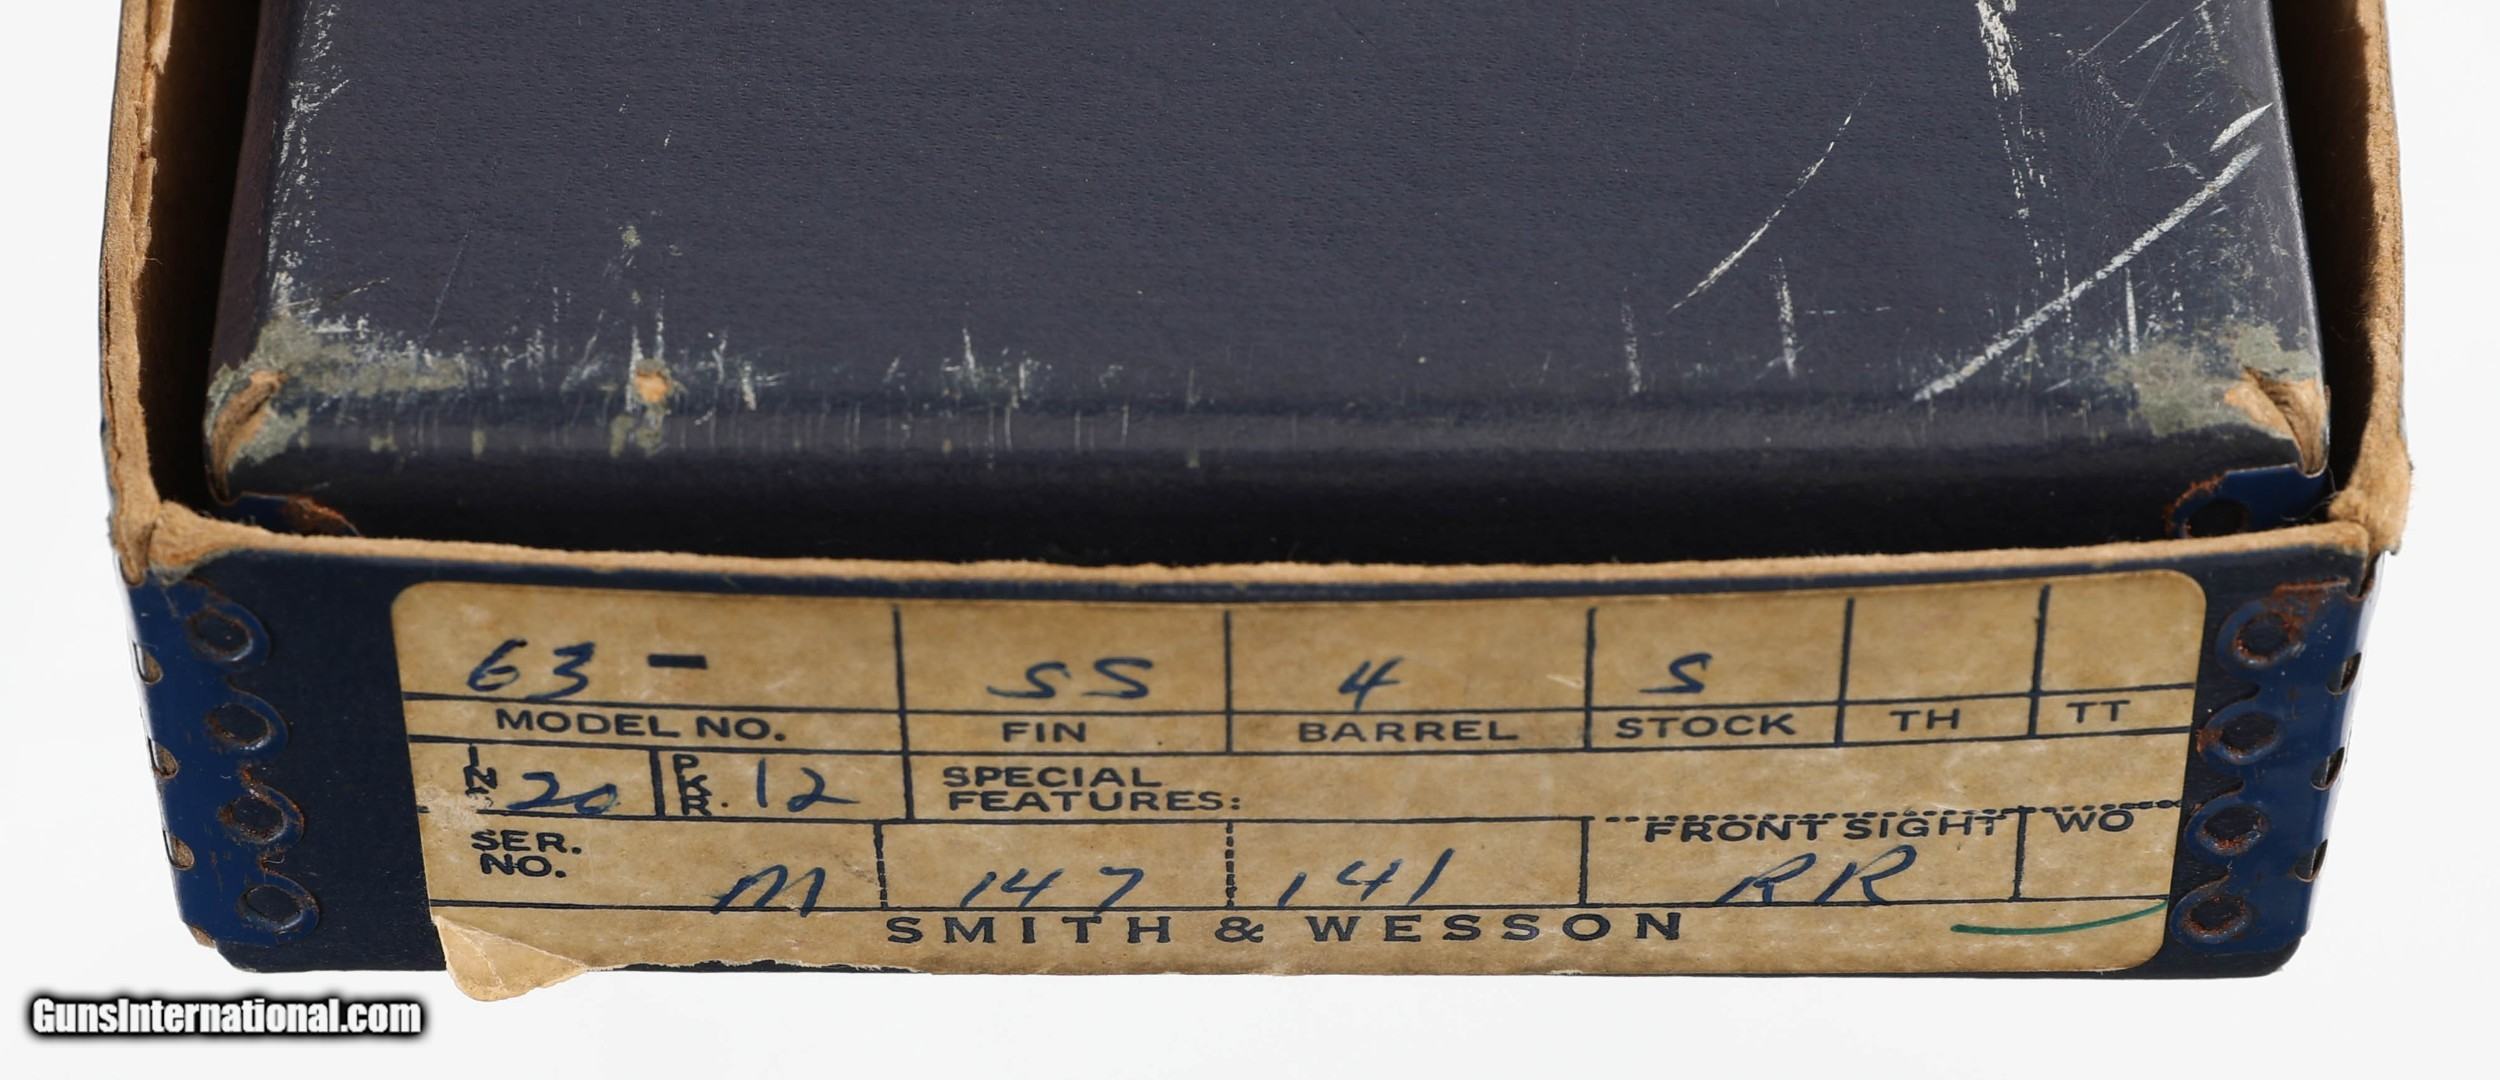 63 - SS 4 S
MODEL NO. FIN BARREL STOCK TH TT
20 PKR. 12 SPECIAL
FEATURES:
SER. FRONT SIGHT WO
NO. M 147 141 RR
SMITH & WESSON
GunsInternational.com